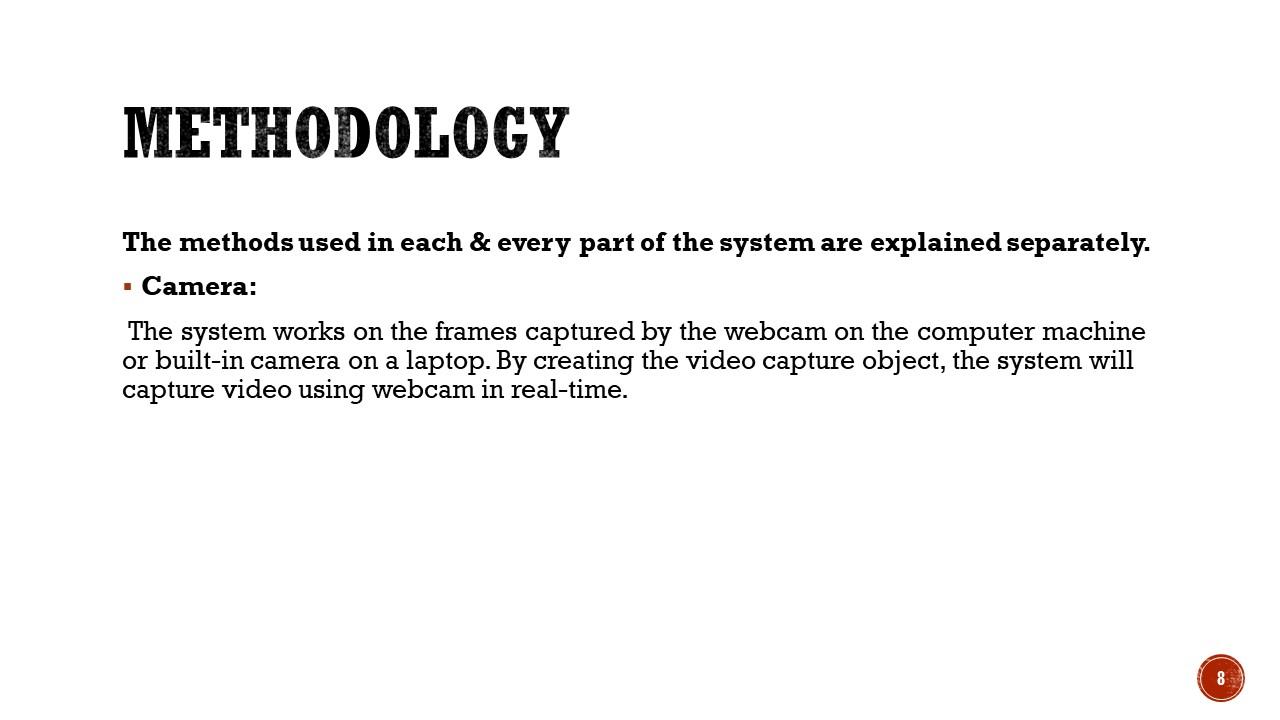 METHODOLOGY
The methods used in each & every part of the system are explained separately.
▪ Camera:
The system works on the frames captured by the webcam on the computer machine
or built-in camera on a laptop. By creating the video capture object, the system will
capture video using webcam in real-time.
8